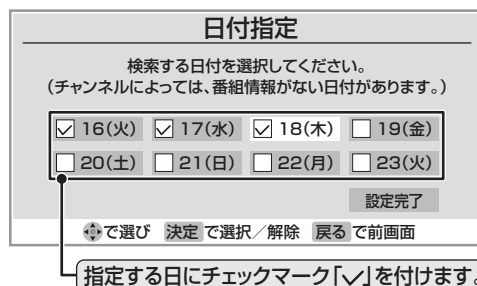 日付指定
検索する日付を選択してください。
(チャンネルによっては、番組情報がない日付があります。)
16(火) 17(水) 18(木) 19(金)
20(土) 21(日) 22(月) 23(火)
設定完了
で選び 決定 で選択／解除 戻る で前画面
指定する日にチェックマーク「✓」を付けます。